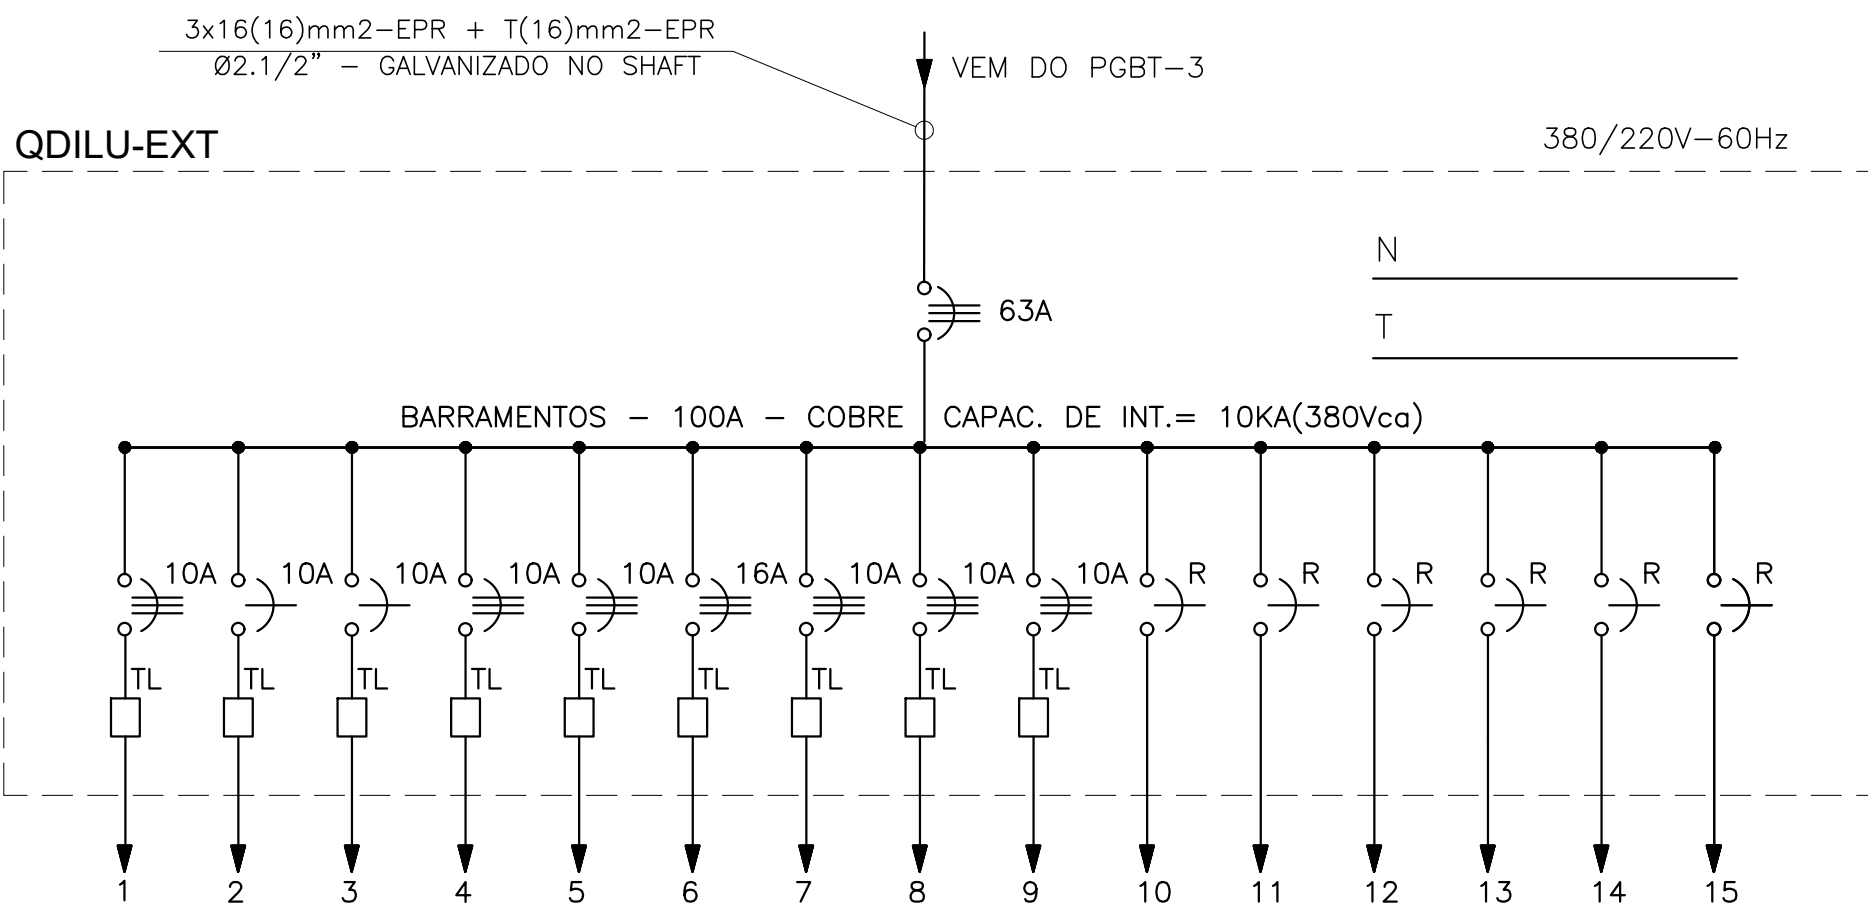 3x16(16)mm2-EPR + T(16)mm2-EPR
Ø2.1/2" - GALVANIZADO NO SHAFT
VEM DO PGBT-3
QDILU-EXT
380/220V-60Hz
N
63A
T
BARRAMENTOS - 100A - COBRE CAPAC. DE INT.= 10KA(380Vca)
10A 10A 10A 10A 10A 16A 10A 10A 10A R R R R R R
TL TL TL TL TL TL TL TL TL
1 2 3 4 5 6 7 8 9 10 11 12 13 14 15